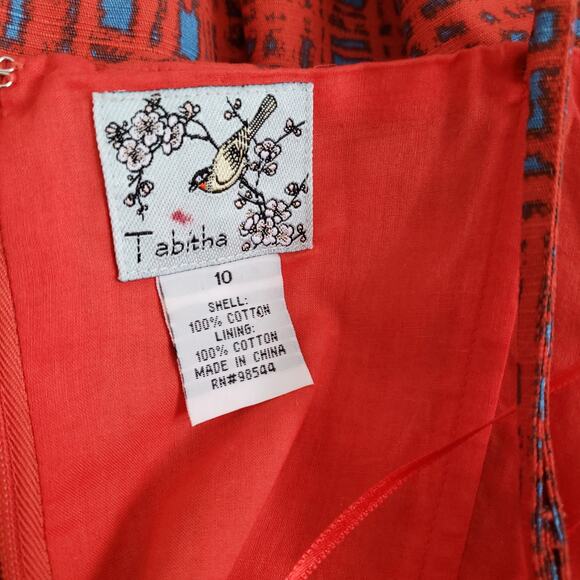 Tabitha
10
SHELL:
100% COTTON
LINING:
100% COTTON
MADE IN CHINA
RN#98544